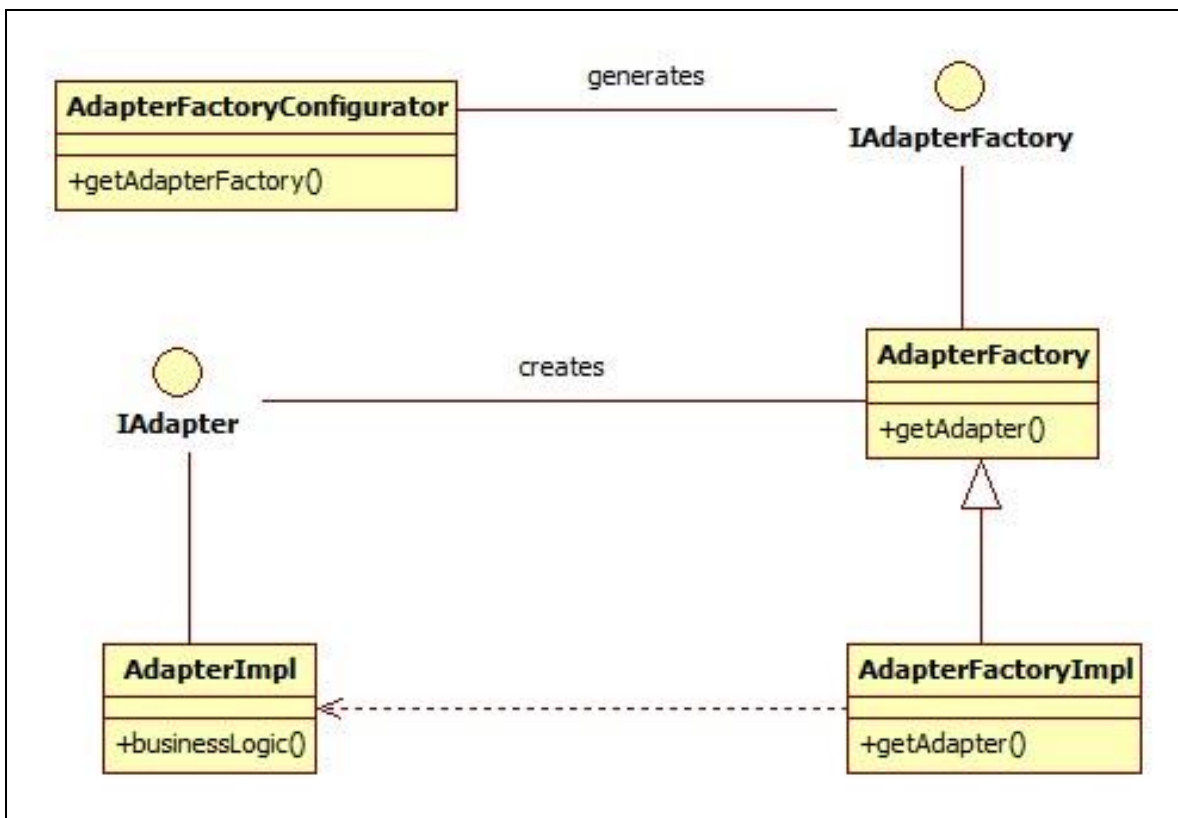 generates
AdapterFactoryConfigurator
+getAdapterFactory()
IAdapterFactory
creates
AdapterFactory
+getAdapter()
IAdapter
AdapterImpl
+businessLogic()
AdapterFactoryImpl
+getAdapter()